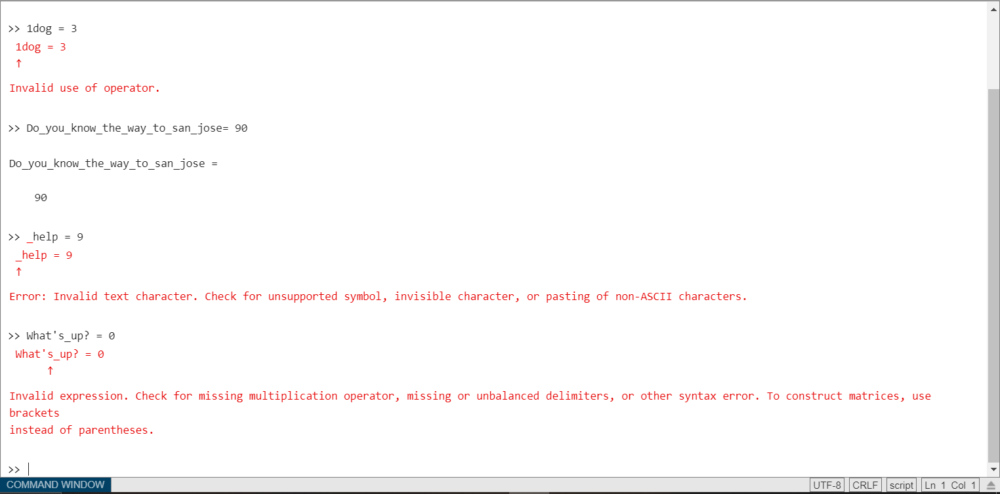 >> 1dog = 3
1dog = 3
↑
Invalid use of operator.
>> Do_you_know_the_way_to_san_jose= 90
Do_you_know_the_way_to_san_jose =
90
>> _help = 9
_help = 9
↑
Error: Invalid text character. Check for unsupported symbol, invisible character, or pasting of non-ASCII characters.
>> What's_up? = 0
What's_up? = 0
↑
Invalid expression. Check for missing multiplication operator, missing or unbalanced delimiters, or other syntax error. To construct matrices, use
brackets
instead of parentheses.
>>
COMMAND WINDOW UTF-8 CRLF script Ln 1 Col 1